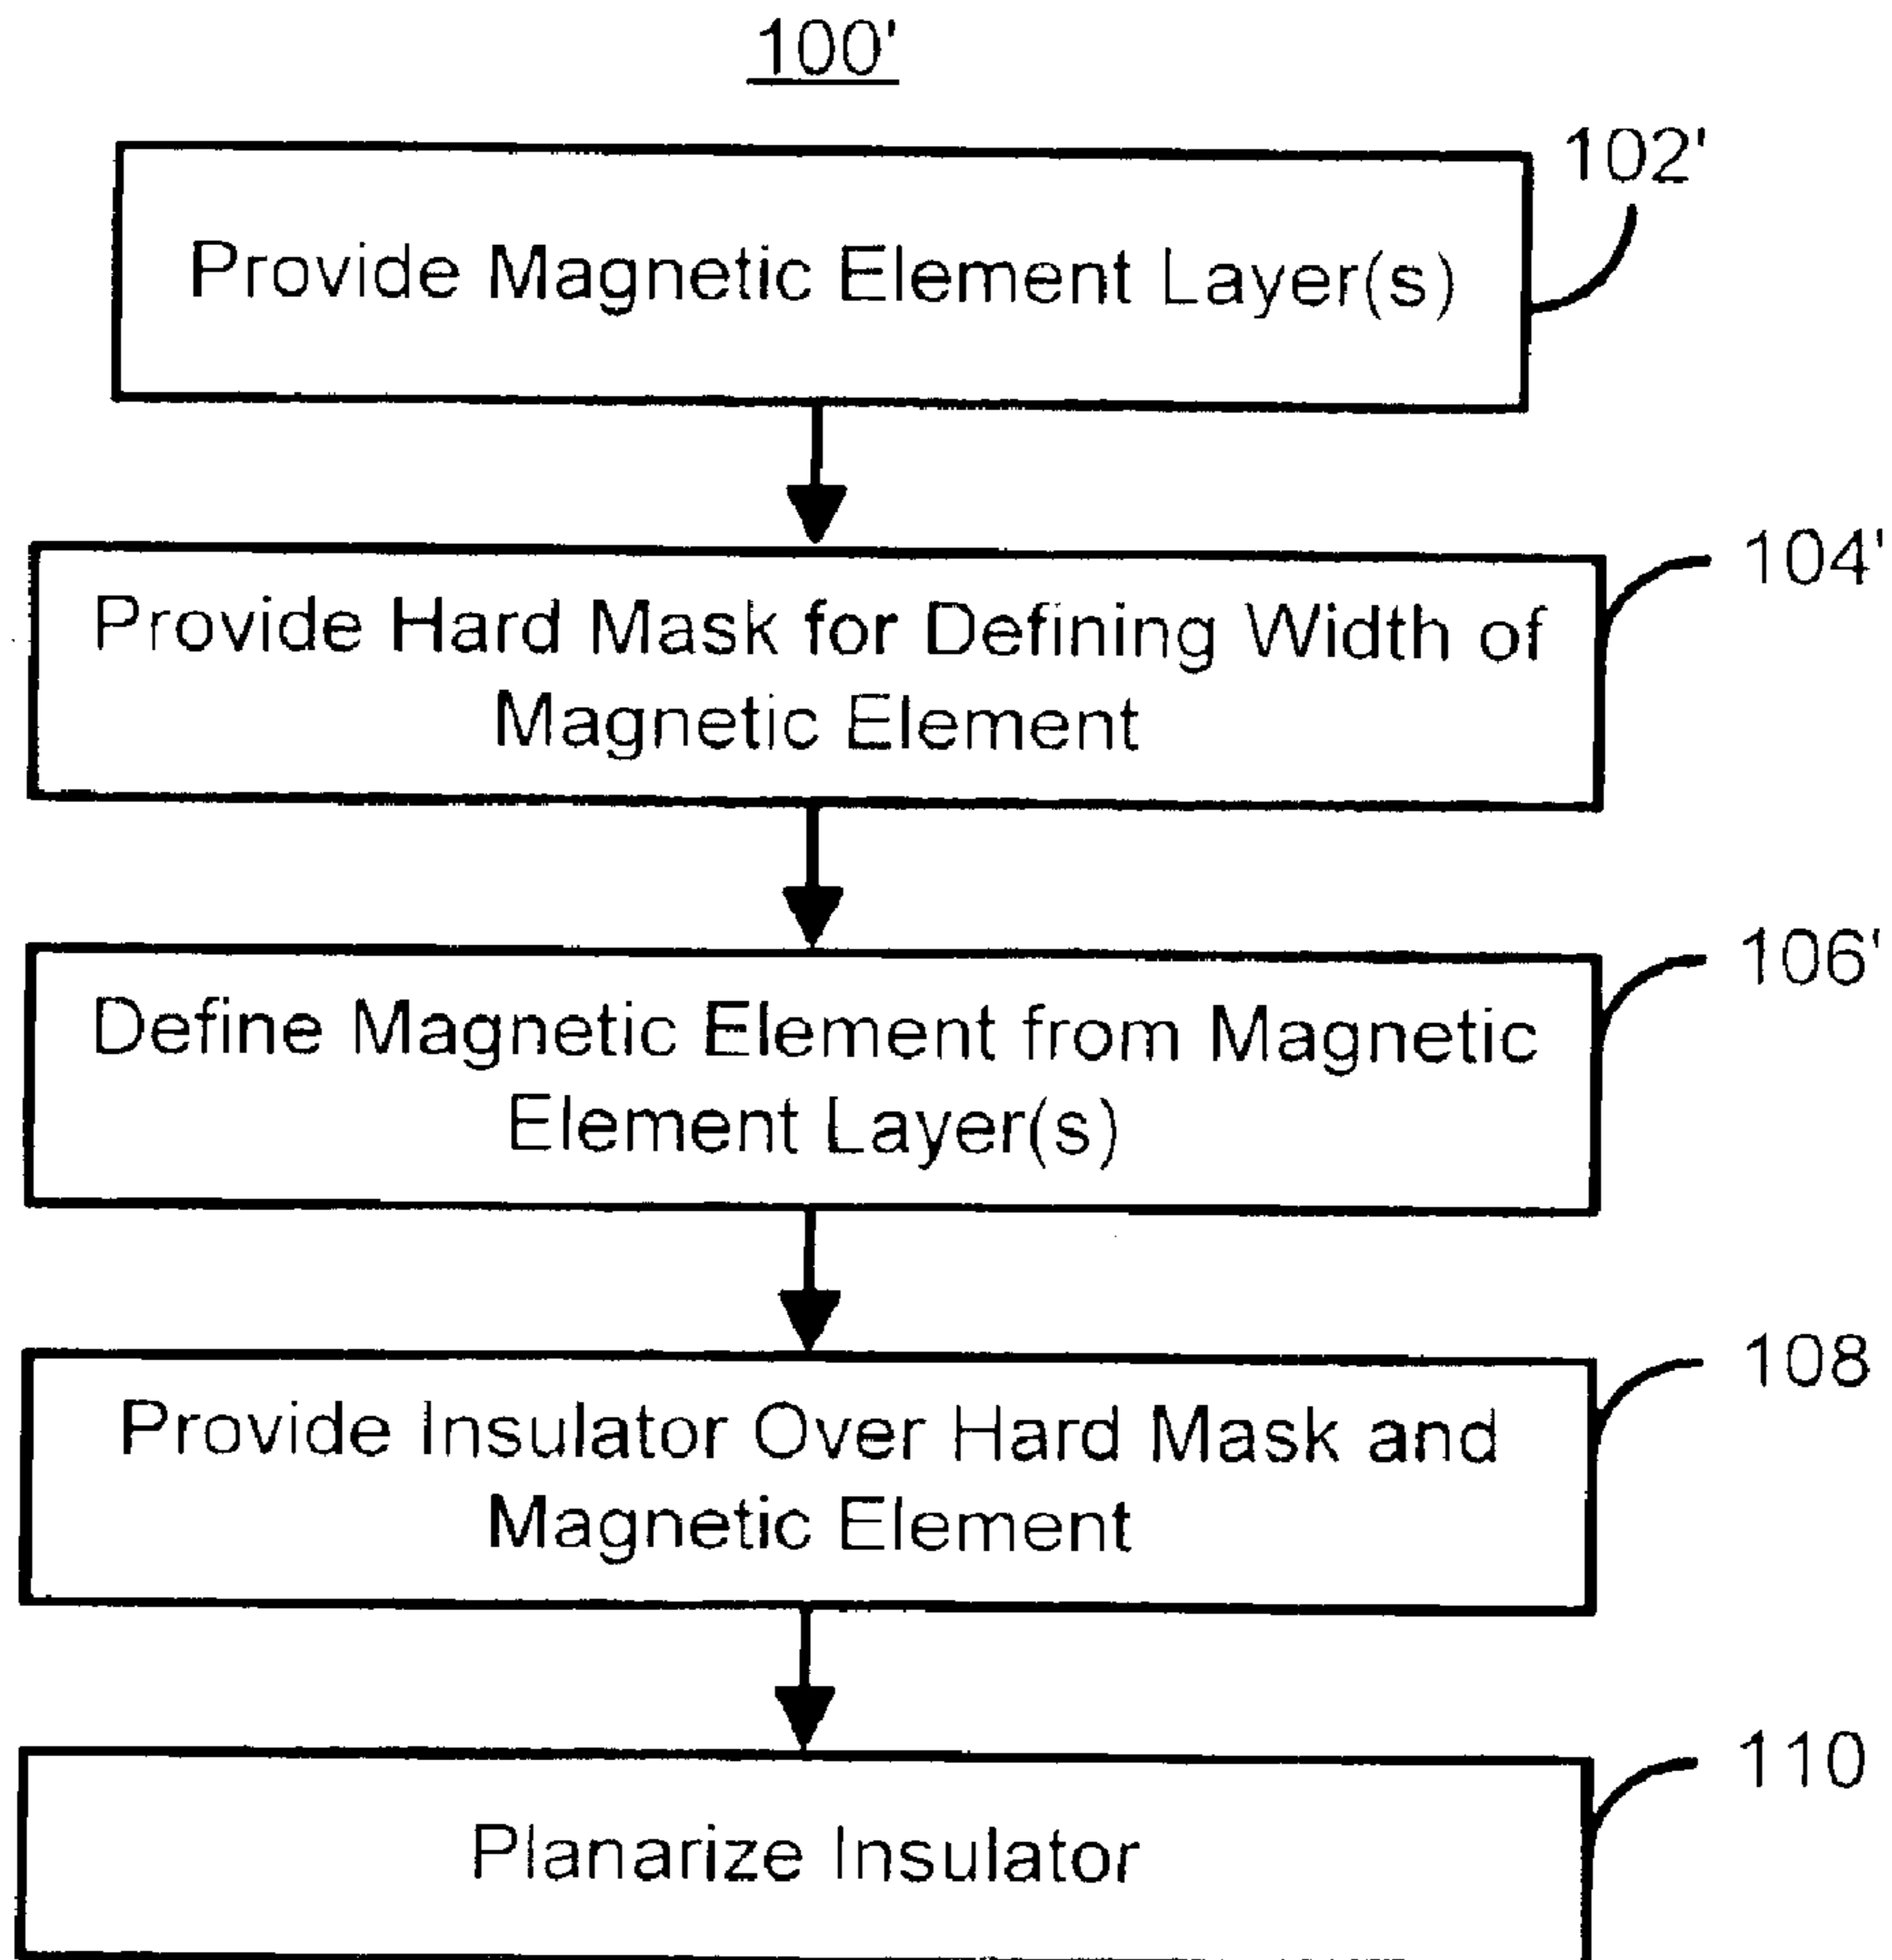 100'
102'
Provide Magnetic Element Layer(s)
104'
Provide Hard Mask for Defining Width of
Magnetic Element
106'
Define Magnetic Element from Magnetic
Element Layer(s)
108
Provide Insulator Over Hard Mask and
Magnetic Element
110
Planarize Insulator